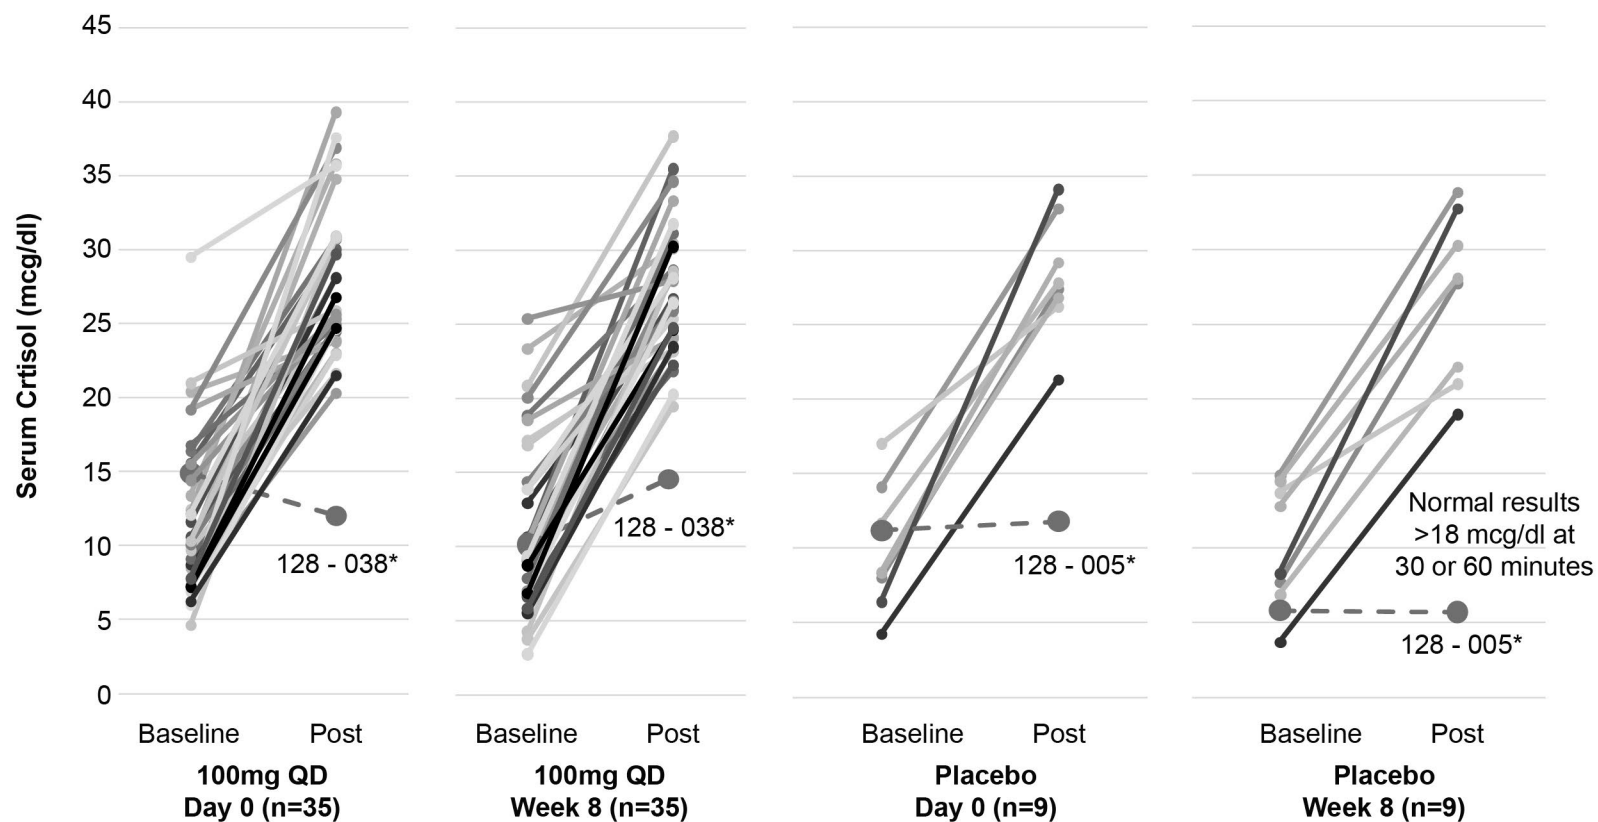 Serum Crtisol (mcg/dl)
45
40
35
30
25
20
15
10
5
0
128 - 038*
128 - 038*
128 - 005*
Normal results
>18 mcg/dl at
30 or 60 minutes
128 - 005*
Baseline Post
100mg QD
Day 0 (n=35)
Baseline Post
100mg QD
Week 8 (n=35)
Baseline Post
Placebo
Day 0 (n=9)
Baseline Post
Placebo
Week 8 (n=9)